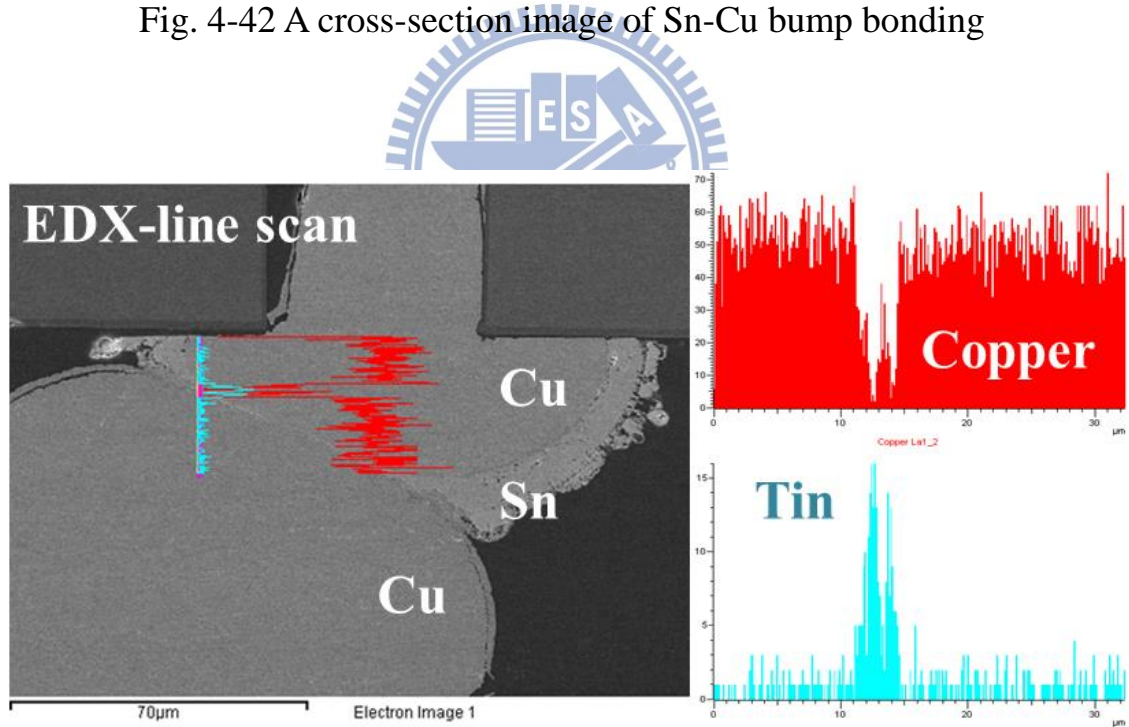 Fig. 4-42 A cross-section image of Sn-Cu bump bonding
E S A
EDX-line scan
Cu
Sn
Cu
70µm
Electron Image 1
70
60
50
40
30
20
10
0
Copper
0 10 20 30
µm
Copper La1_2
15
10
5
0
Tin
0 10 20 30
µm